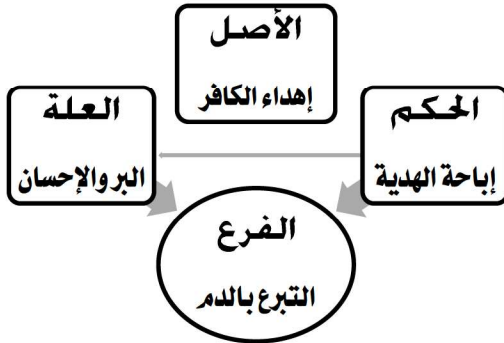 الأصل
إهداء الكافر
الحكم
إباحة الهدية
العلة
البر والإحسان
الفرع
التبرع بالدم